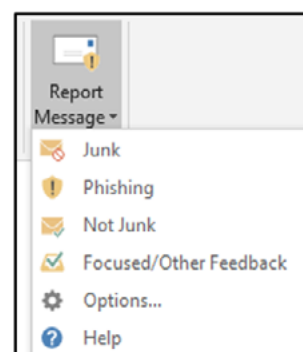 Report
Message
Junk
Phishing
Not Junk
Focused/Other Feedback
Options...
Help